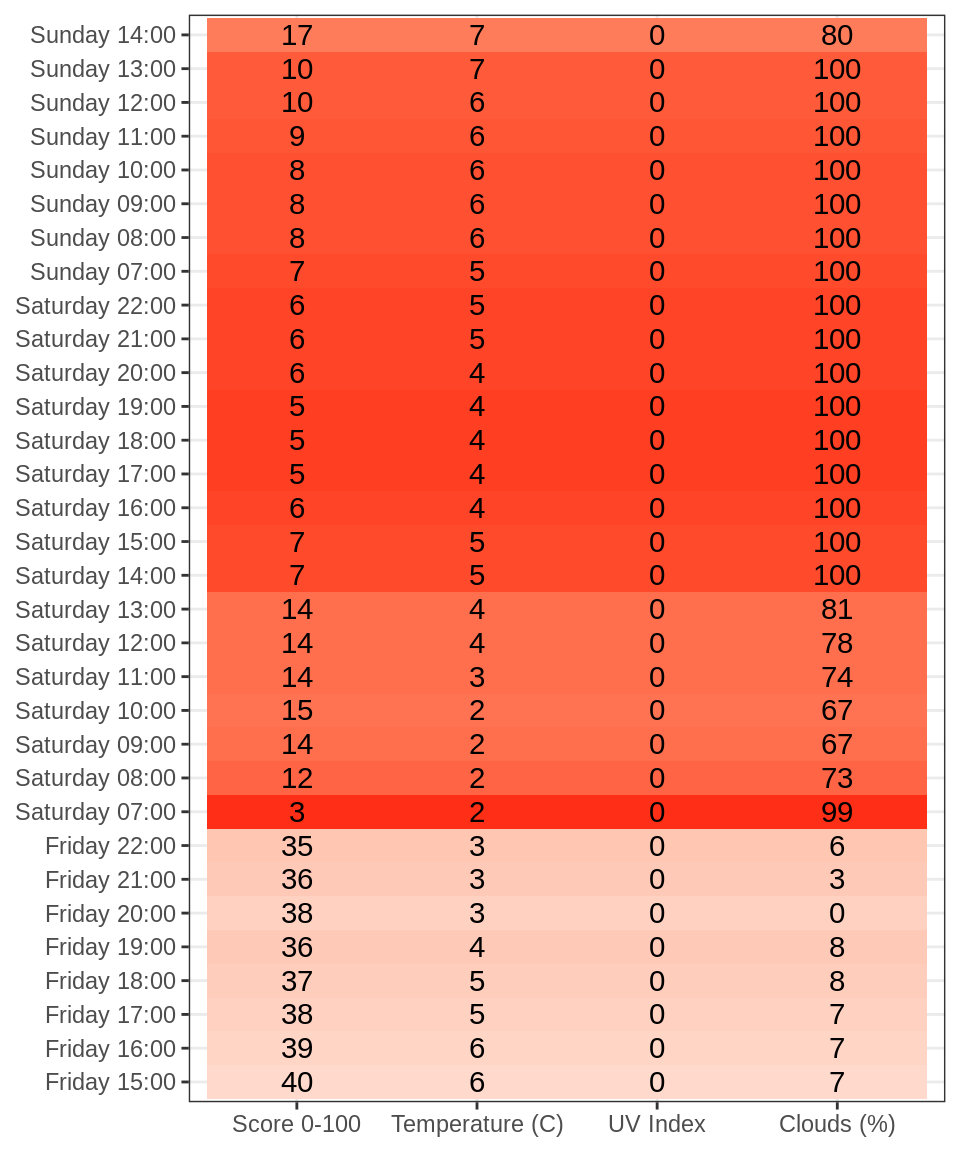 Sunday 14:00 17 7 0 80
Sunday 13:00 10 7 0 100
Sunday 12:00 10 6 0 100
Sunday 11:00 9 6 0 100
Sunday 10:00 8 6 0 100
Sunday 09:00 8 6 0 100
Sunday 08:00 8 6 0 100
Sunday 07:00 7 5 0 100
Saturday 22:00 6 5 0 100
Saturday 21:00 6 5 0 100
Saturday 20:00 6 4 0 100
Saturday 19:00 5 4 0 100
Saturday 18:00 5 4 0 100
Saturday 17:00 5 4 0 100
Saturday 16:00 6 4 0 100
Saturday 15:00 7 5 0 100
Saturday 14:00 7 5 0 100
Saturday 13:00 14 4 0 81
Saturday 12:00 14 4 0 78
Saturday 11:00 14 3 0 74
Saturday 10:00 15 2 0 67
Saturday 09:00 14 2 0 67
Saturday 08:00 12 2 0 73
Saturday 07:00 3 2 0 99
Friday 22:00 35 3 0 6
Friday 21:00 36 3 0 3
Friday 20:00 38 3 0 0
Friday 19:00 36 4 0 8
Friday 18:00 37 5 0 8
Friday 17:00 38 5 0 7
Friday 16:00 39 6 0 7
Friday 15:00 40 6 0 7
Score 0-100 Temperature (C) UV Index Clouds (%)